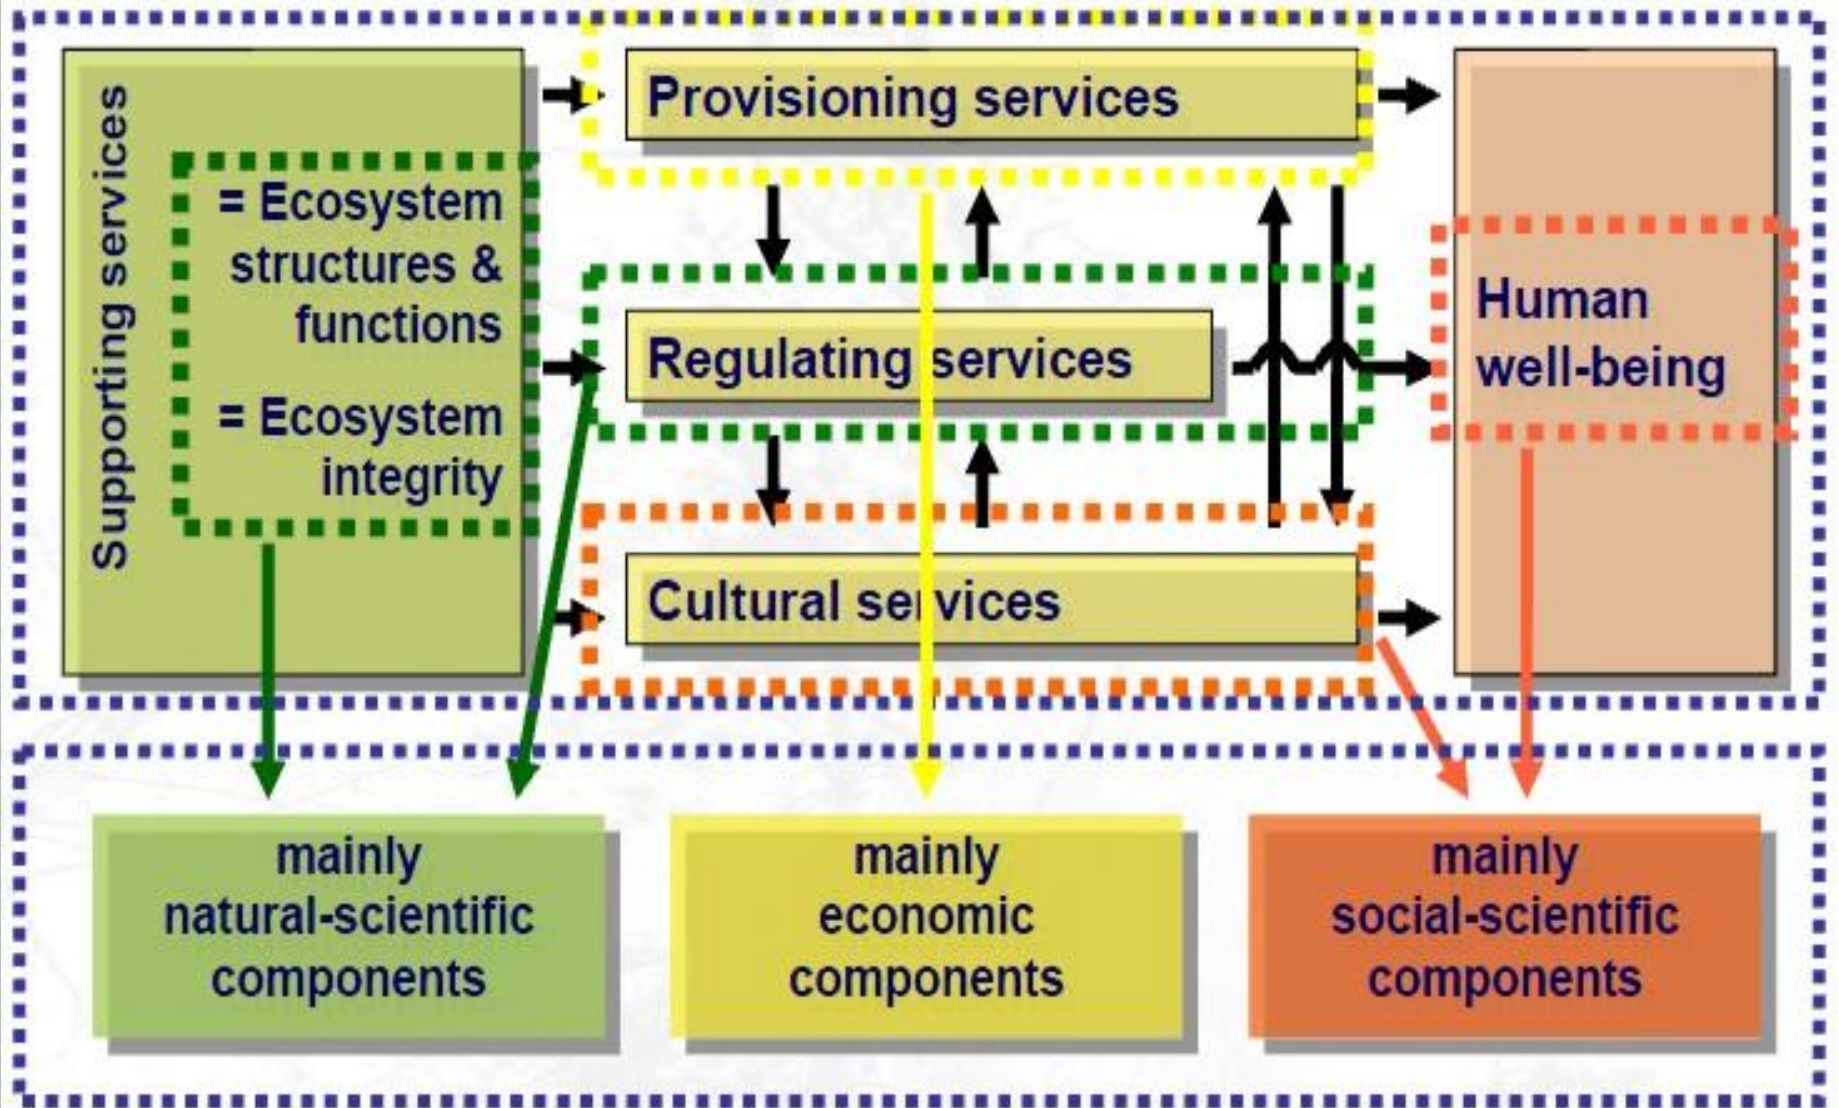 Supporting services
= Ecosystem
structures &
functions
= Ecosystem
integrity
Provisioning services
Regulating services
Cultural services
Human
well-being
mainly
natural-scientific
components
mainly
economic
components
mainly
social-scientific
components